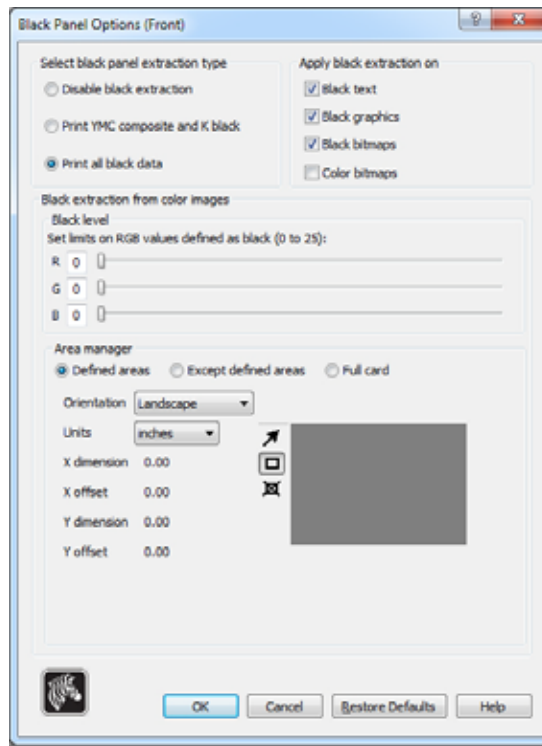 Black Panel Options (Front)
Select black panel extraction type
Disable black extraction
Print YMC composite and K black
Print all black data
Apply black extraction on
Black text
Black graphics
Black bitmaps
Color bitmaps
Black extraction from color images
Black level
Set limits on RGB values defined as black (0 to 25):
R 0
G 0
B 0
Area manager
Defined areas Except defined areas Full card
Orientation Landscape
Units inches
X dimension 0.00
X offset 0.00
Y dimension 0.00
Y offset 0.00
OK Cancel Restore Defaults Help